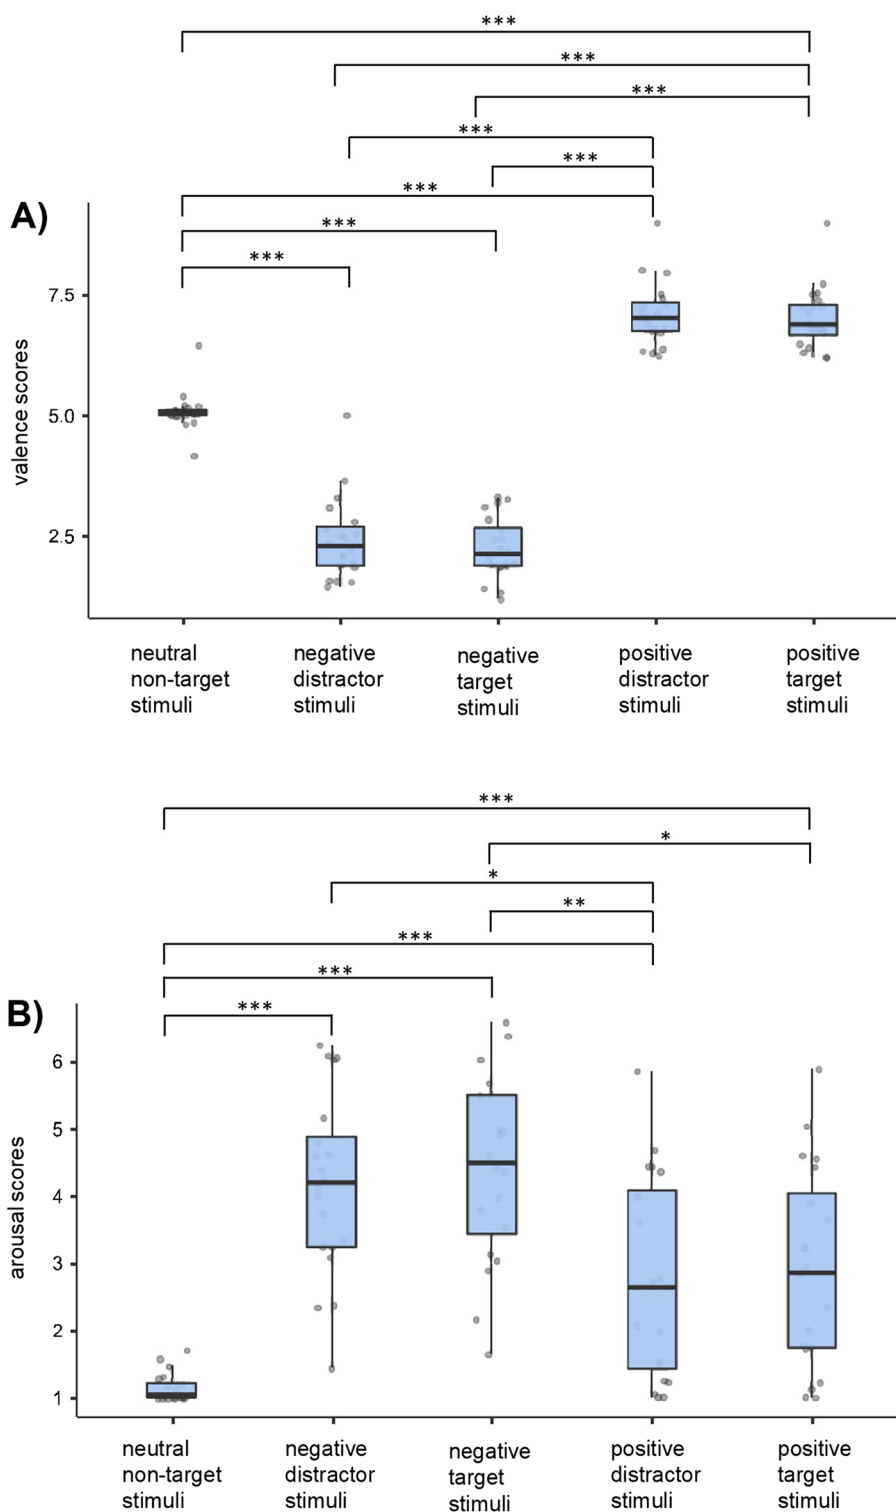 ***
***
***
***
***
***
***
***
A)
valence scores
7.5
5.0
2.5
neutral
non-target
stimuli
negative
distractor
stimuli
negative
target
stimuli
positive
distractor
stimuli
positive
target
stimuli
***
*
*
**
***
***
***
B)
arousal scores
6
5
4
3
2
1
neutral
non-target
stimuli
negative
distractor
stimuli
negative
target
stimuli
positive
distractor
stimuli
positive
target
stimuli